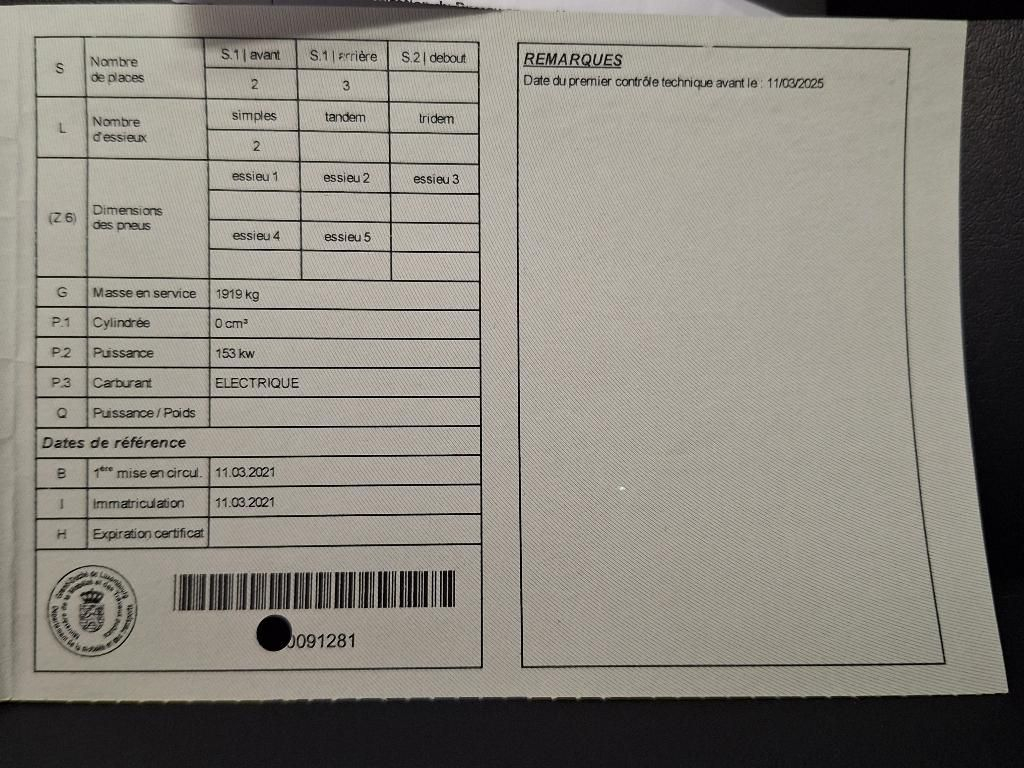 S
Nombre
de places
S.1 | avant
S.1 | arrière
S.2 | debout
2
3
L
Nombre
d'essieux
simples
tandem
tridem
2
(Z.6)
Dimensions
des pneus
essieu 1
essieu 2
essieu 3
essieu 4
essieu 5
G
Masse en service
1919 kg
P.1
Cylindrée
0 cm³
P.2
Puissance
153 kw
P.3
Carburant
ELECTRIQUE
Q
Puissance / Poids
Dates de référence
B
1ère mise en circul.
11.03.2021
I
Immatriculation
11.03.2021
H
Expiration certificat
Grand-Duché de Luxembourg
0091281
REMARQUES
Date du premier contrôle technique avant le : 11/03/2025